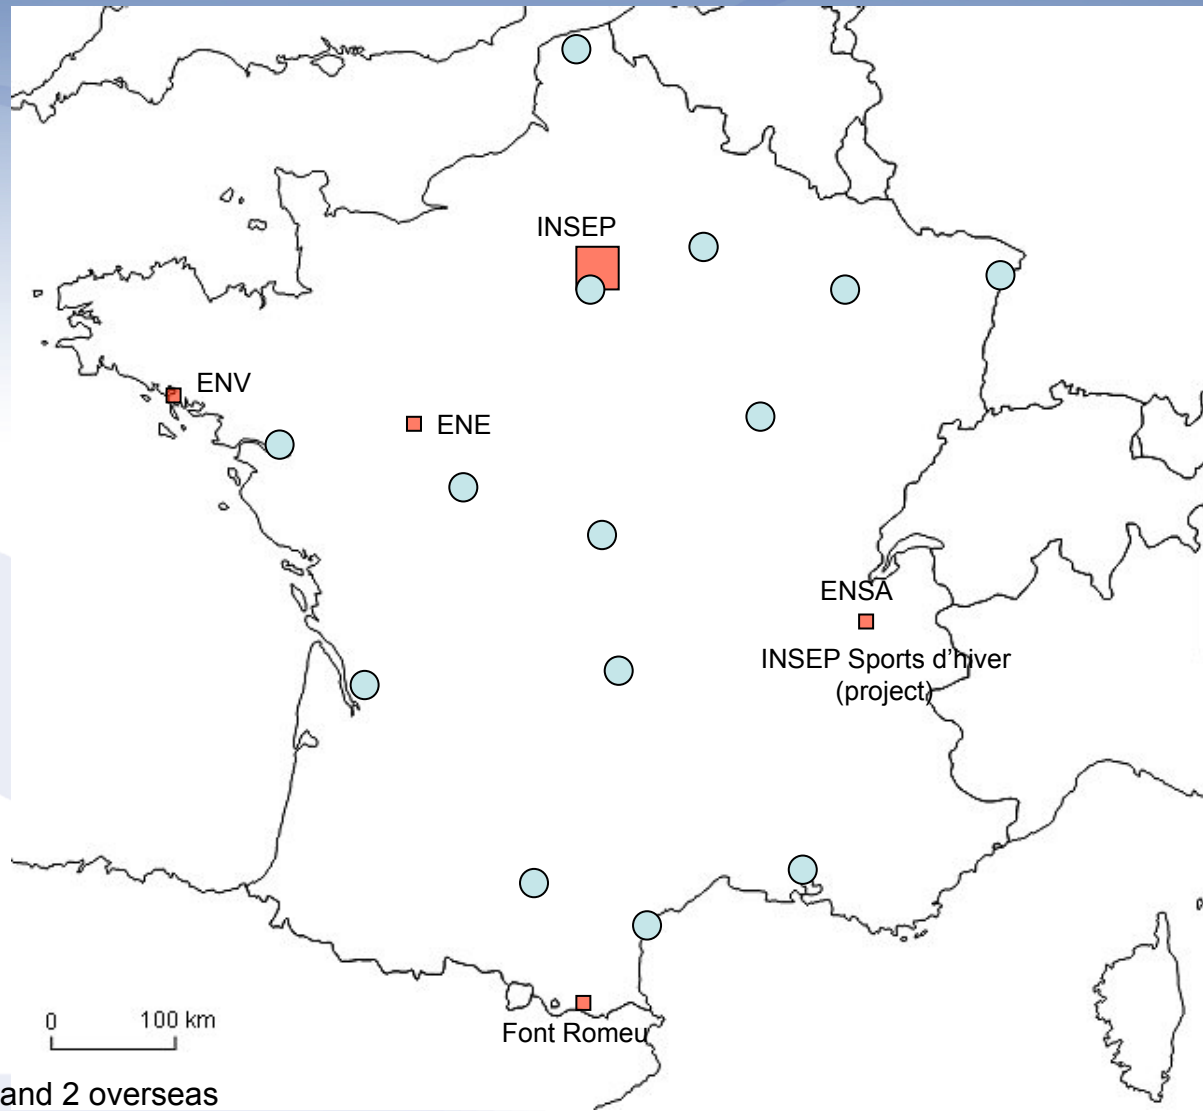 INSEP
ENV
ENE
ENSA
INSEP Sports d’hiver
(project)
0 100 km
Font Romeu
and 2 overseas